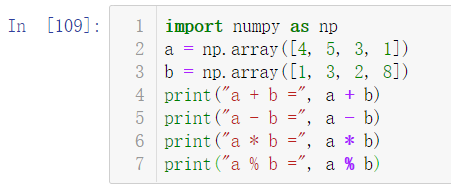 In [109]:
1 import numpy as np
2 a = np.array([4, 5, 3, 1])
3 b = np.array([1, 3, 2, 8])
4 print("a + b =", a + b)
5 print("a - b =", a - b)
6 print("a * b =", a * b)
7 print("a % b =", a % b)